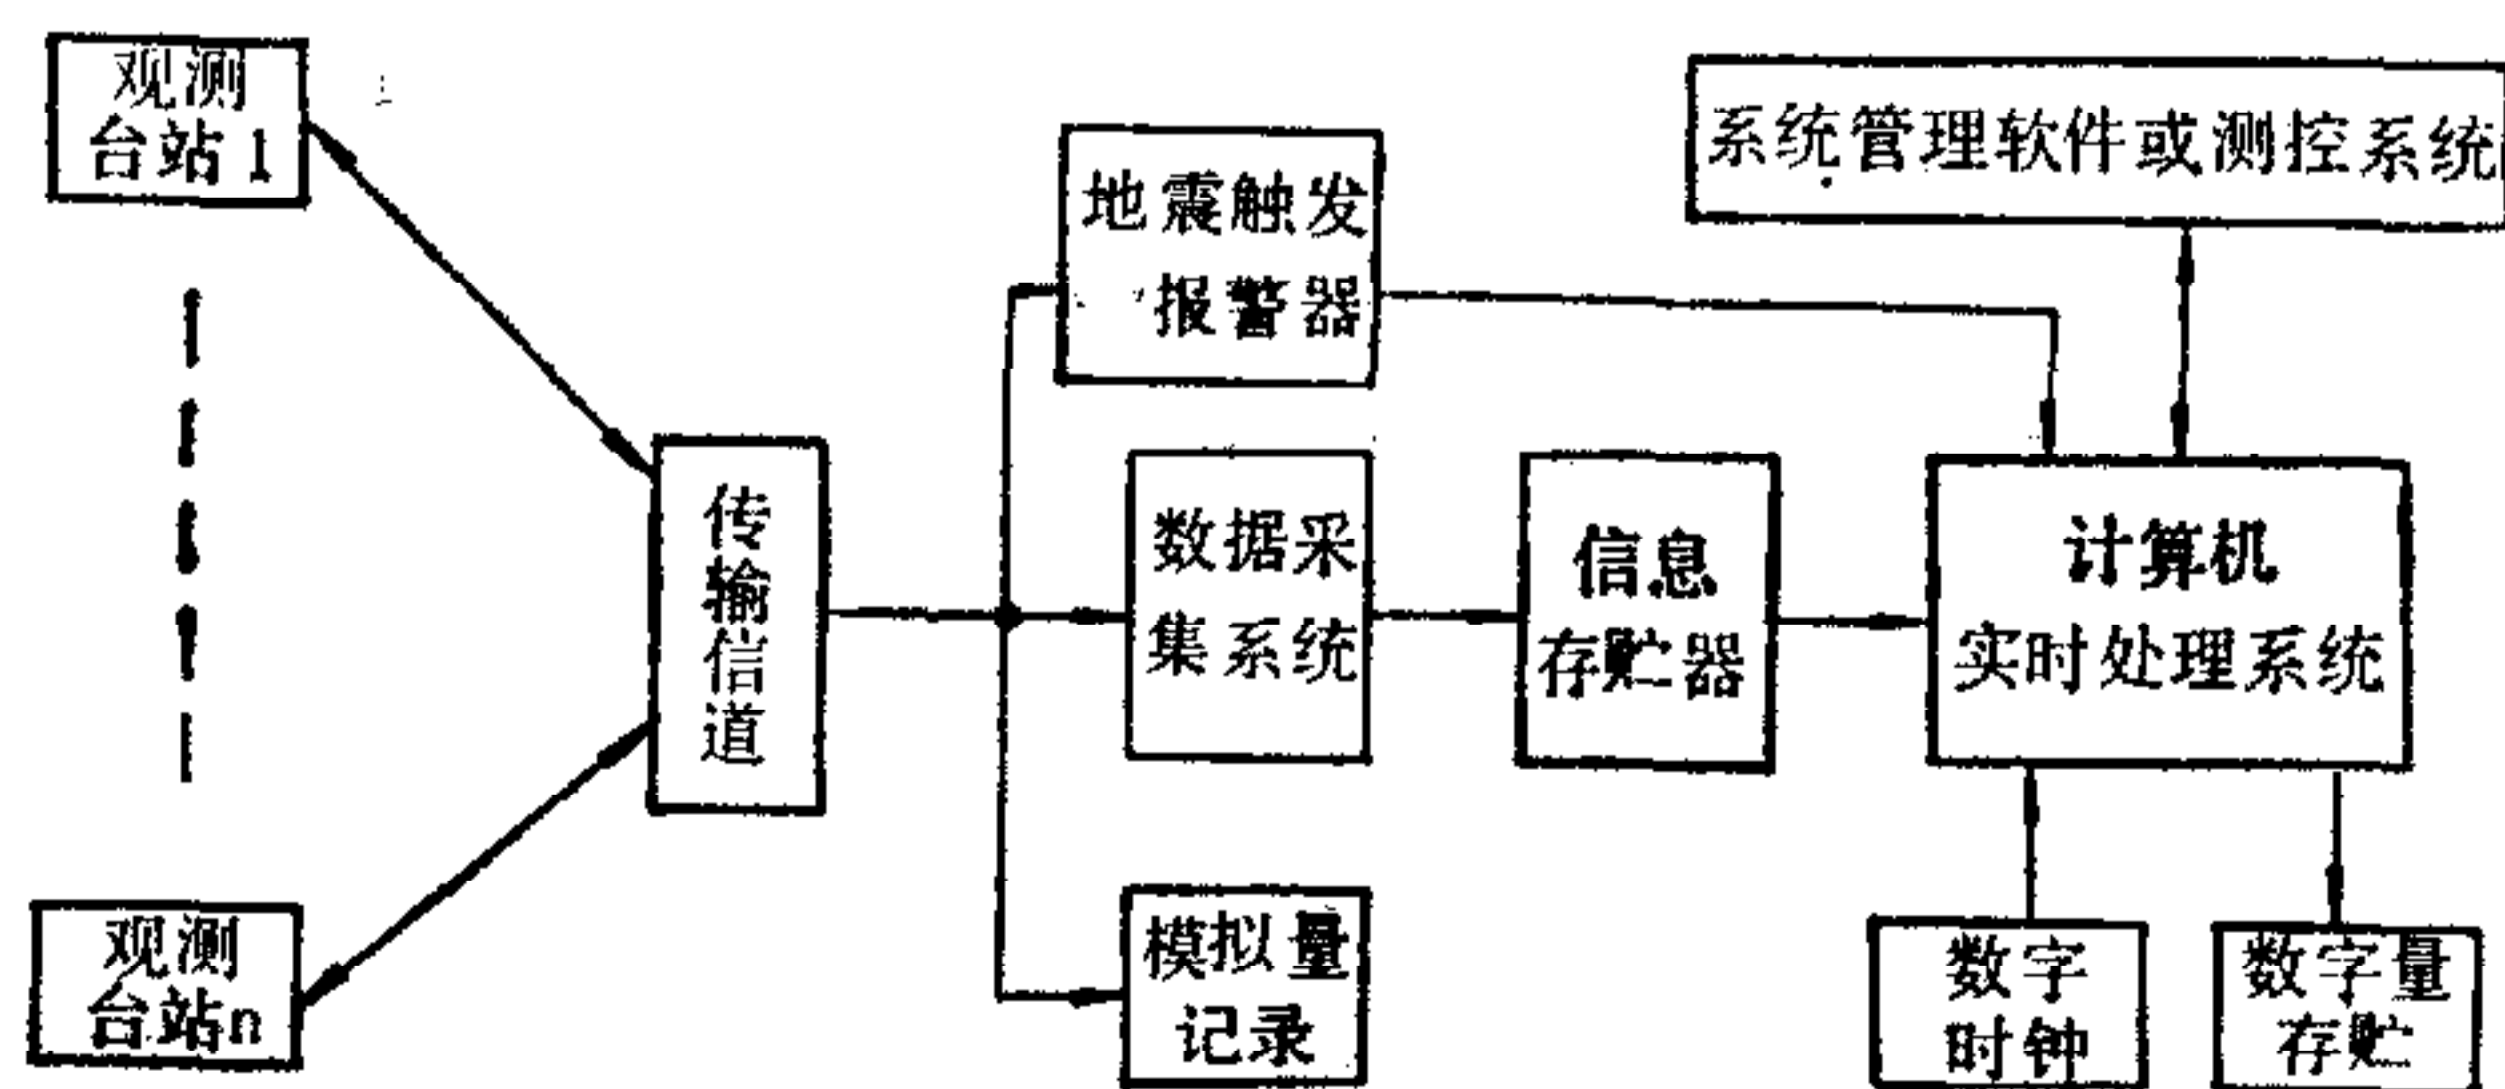 观测
台站1
系统管理软件或测控系统
地震触发
报警器
传
输
信
道
数据采
集系统
信息
存贮器
计算机
实时处理系统
观测
台站n
模拟量
记录
数字
时钟
数字量
存贮